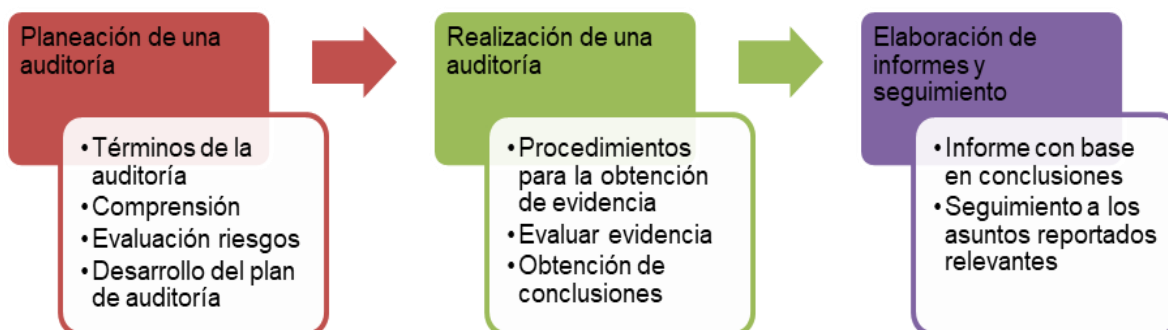 Planeación de una
auditoría
•Términos de la
auditoría
•Comprensión
•Evaluación riesgos
•Desarrollo del plan
de auditoría
Realización de una
auditoría
•Procedimientos
para la obtención
de evidencia
•Evaluar evidencia
•Obtención de
conclusiones
Elaboración de
informes y
seguimiento
•Informe con base
en conclusiones
•Seguimiento a los
asuntos reportados
relevantes